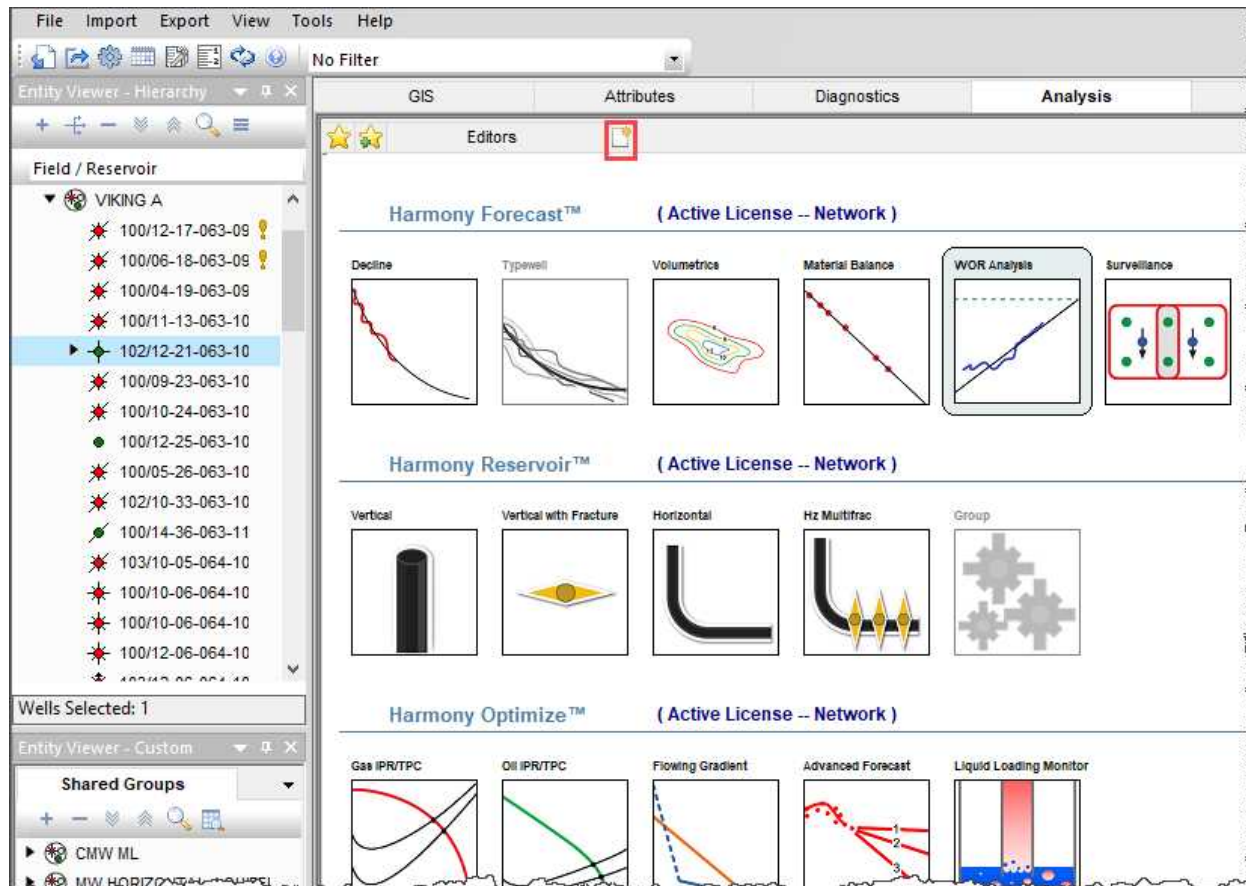 File Import Export View Tools Help
No Filter
Entity Viewer - Hierarchy
GIS Attributes Diagnostics Analysis
Editors
Field / Reservoir
VIKING A
100/12-17-063-09
100/06-18-063-09
100/04-19-063-09
100/11-13-063-10
102/12-21-063-10
100/09-23-063-10
100/10-24-063-10
100/12-25-063-10
100/05-26-063-10
102/10-33-063-10
100/14-36-063-11
103/10-05-064-10
100/10-06-064-10
100/10-06-064-10
100/12-06-064-10
Wells Selected: 1
Entity Viewer - Custom
Shared Groups
CMW ML
Harmony Forecast™ ( Active License -- Network )
Decline Typewell Volumetrics Material Balance WOR Analysis Surveillance
Harmony Reservoir™ ( Active License -- Network )
Vertical Vertical with Fracture Horizontal Hz Multifrac Group
Harmony Optimize™ ( Active License -- Network )
Gas IPR/TPC Oil IPR/TPC Flowing Gradient Advanced Forecast Liquid Loading Monitor
1
2
3